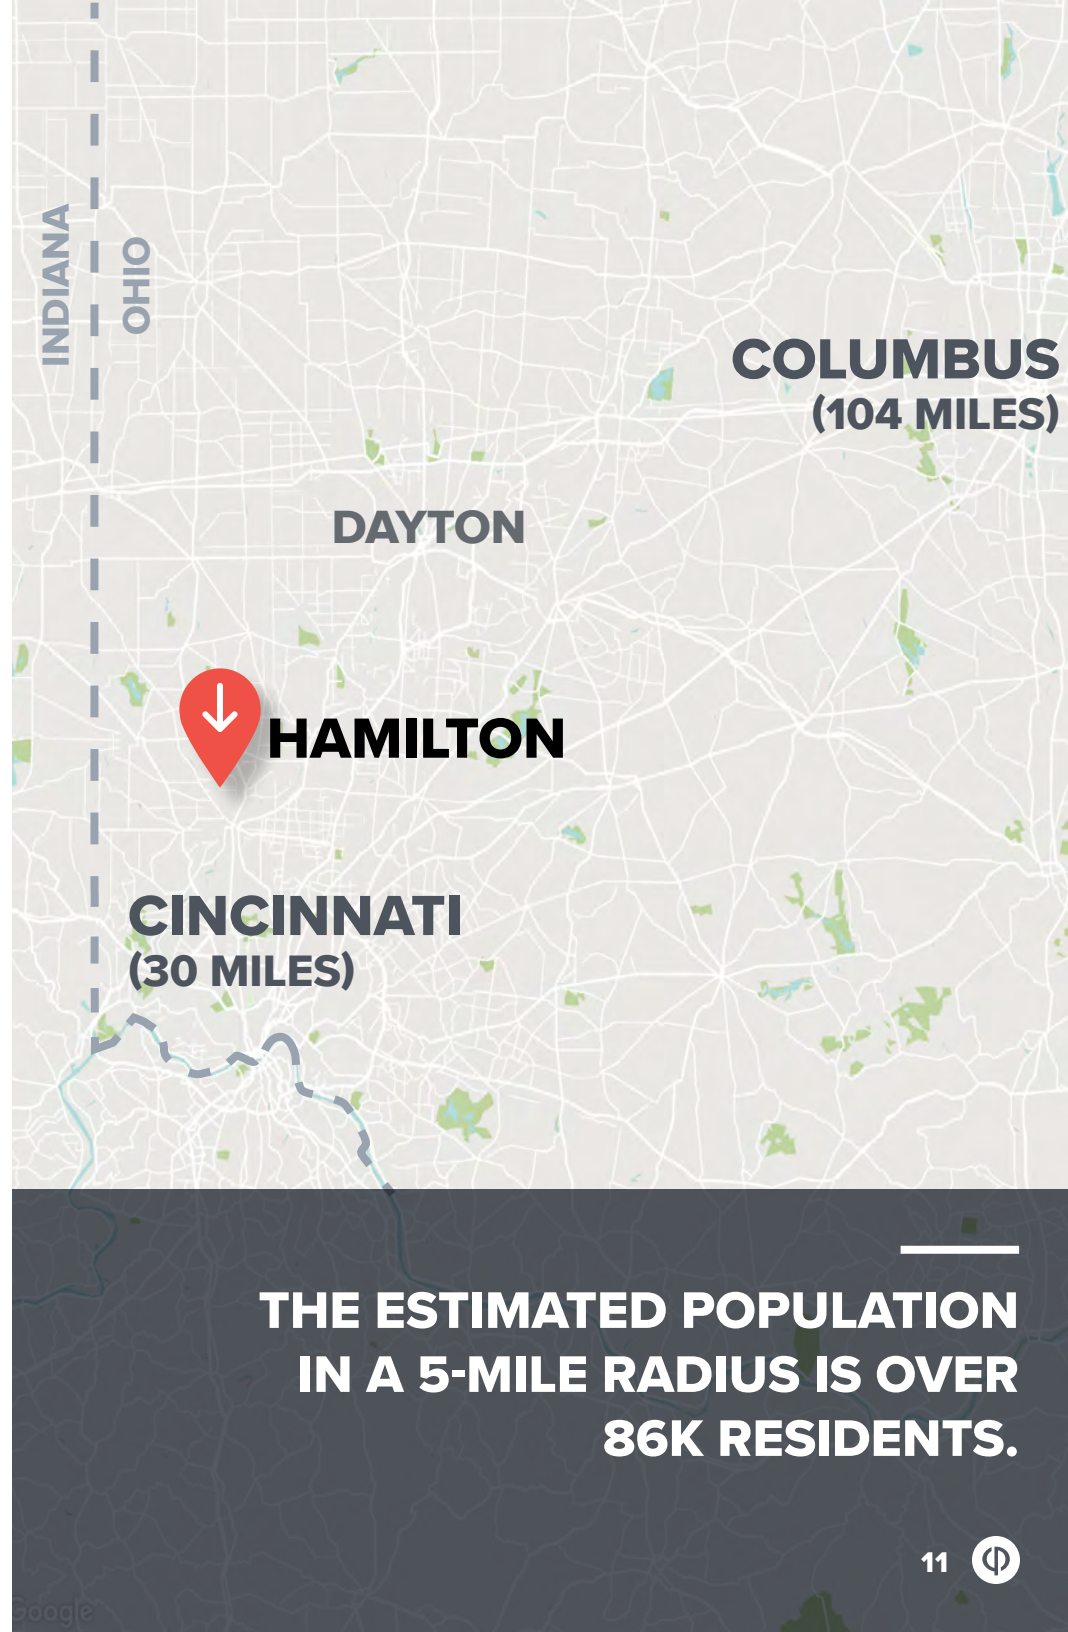 INDIANA
OHIO
COLUMBUS
(104 MILES)
DAYTON
HAMILTON
CINCINNATI
(30 MILES)
THE ESTIMATED POPULATION
IN A 5-MILE RADIUS IS OVER
86K RESIDENTS.
11
Google